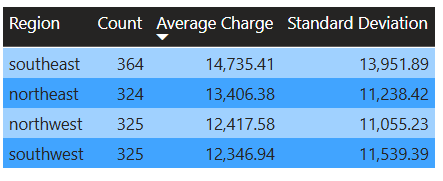 Region Count Average Charge Standard Deviation
southeast 364 14,735.41 13,951.89
northeast 324 13,406.38 11,238.42
northwest 325 12,417.58 11,055.23
southwest 325 12,346.94 11,539.39